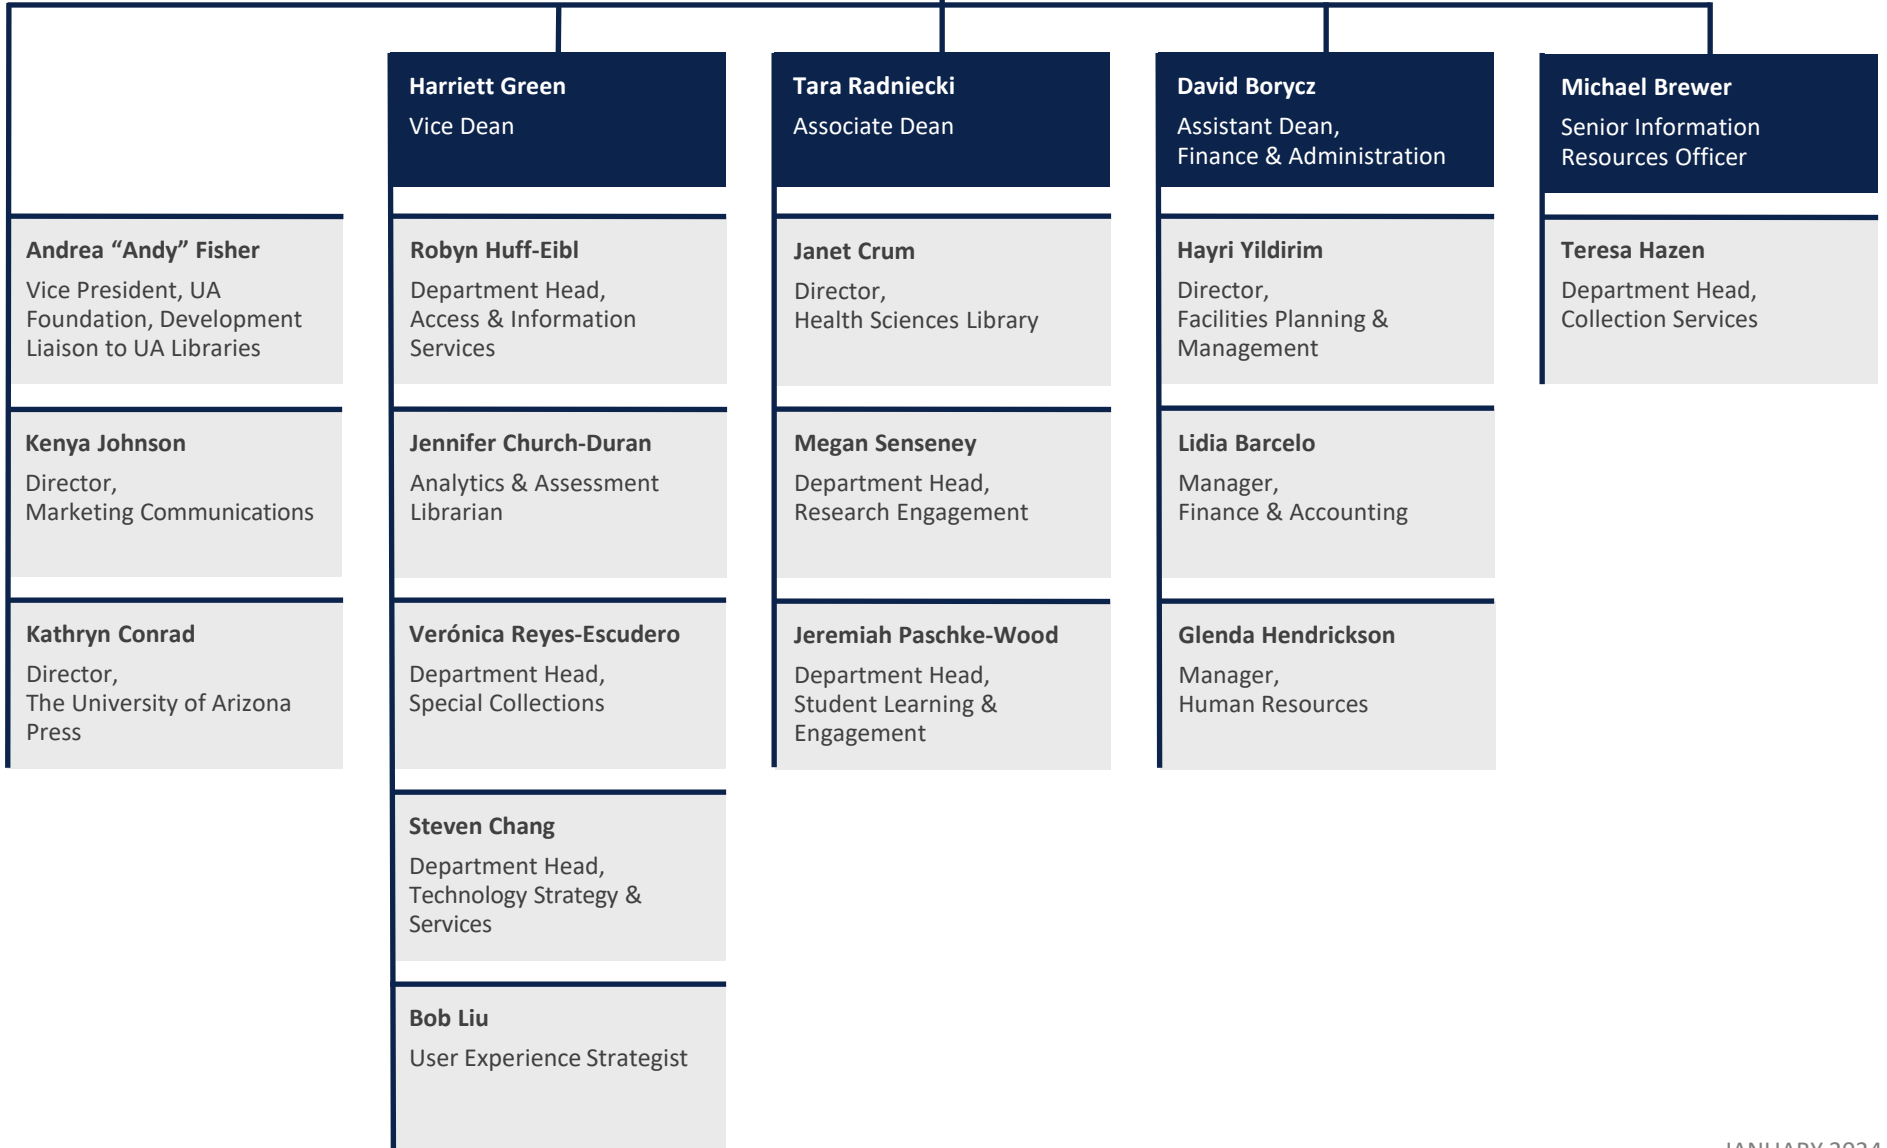 Harriett Green
Vice Dean
Tara Radniecki
Associate Dean
David Borycz
Assistant Dean,
Finance & Administration
Michael Brewer
Senior Information
Resources Officer
Andrea “Andy” Fisher
Vice President, UA
Foundation, Development
Liaison to UA Libraries
Kenya Johnson
Director,
Marketing Communications
Kathryn Conrad
Director,
The University of Arizona
Press
Robyn Huff-Eibl
Department Head,
Access & Information
Services
Jennifer Church-Duran
Analytics & Assessment
Librarian
Verónica Reyes-Escudero
Department Head,
Special Collections
Steven Chang
Department Head,
Technology Strategy &
Services
Bob Liu
User Experience Strategist
Janet Crum
Director,
Health Sciences Library
Megan Senseney
Department Head,
Research Engagement
Jeremiah Paschke-Wood
Department Head,
Student Learning &
Engagement
Hayri Yildirim
Director,
Facilities Planning &
Management
Lidia Barcelo
Manager,
Finance & Accounting
Glenda Hendrickson
Manager,
Human Resources
Teresa Hazen
Department Head,
Collection Services
JANUARY 2024